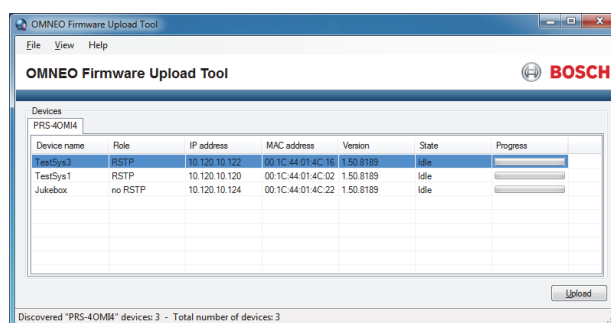 OMNEO Firmware Upload Tool
File View Help
OMNEO Firmware Upload Tool
BOSCH
Devices
PRS-4OMI4
Device name Role IP address MAC address Version State Progress
TestSys3 RSTP 10.120.10.122 00:1C:44:01:4C:16 1.50.8189 Idle
TestSys1 RSTP 10.120.10.120 00:1C:44:01:4C:02 1.50.8189 Idle
Jukebox no RSTP 10.120.10.124 00:1C:44:01:4C:22 1.50.8189 Idle
Upload
Discovered "PRS-4OMI4" devices: 3 - Total number of devices: 3